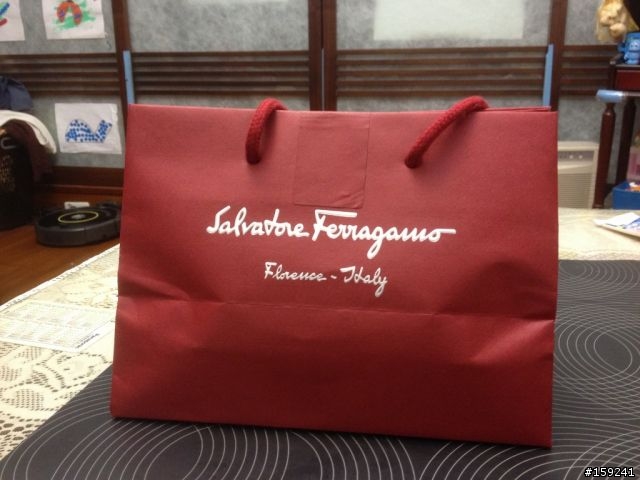 Salvatore Ferragamo
Florence - Italy
#159241